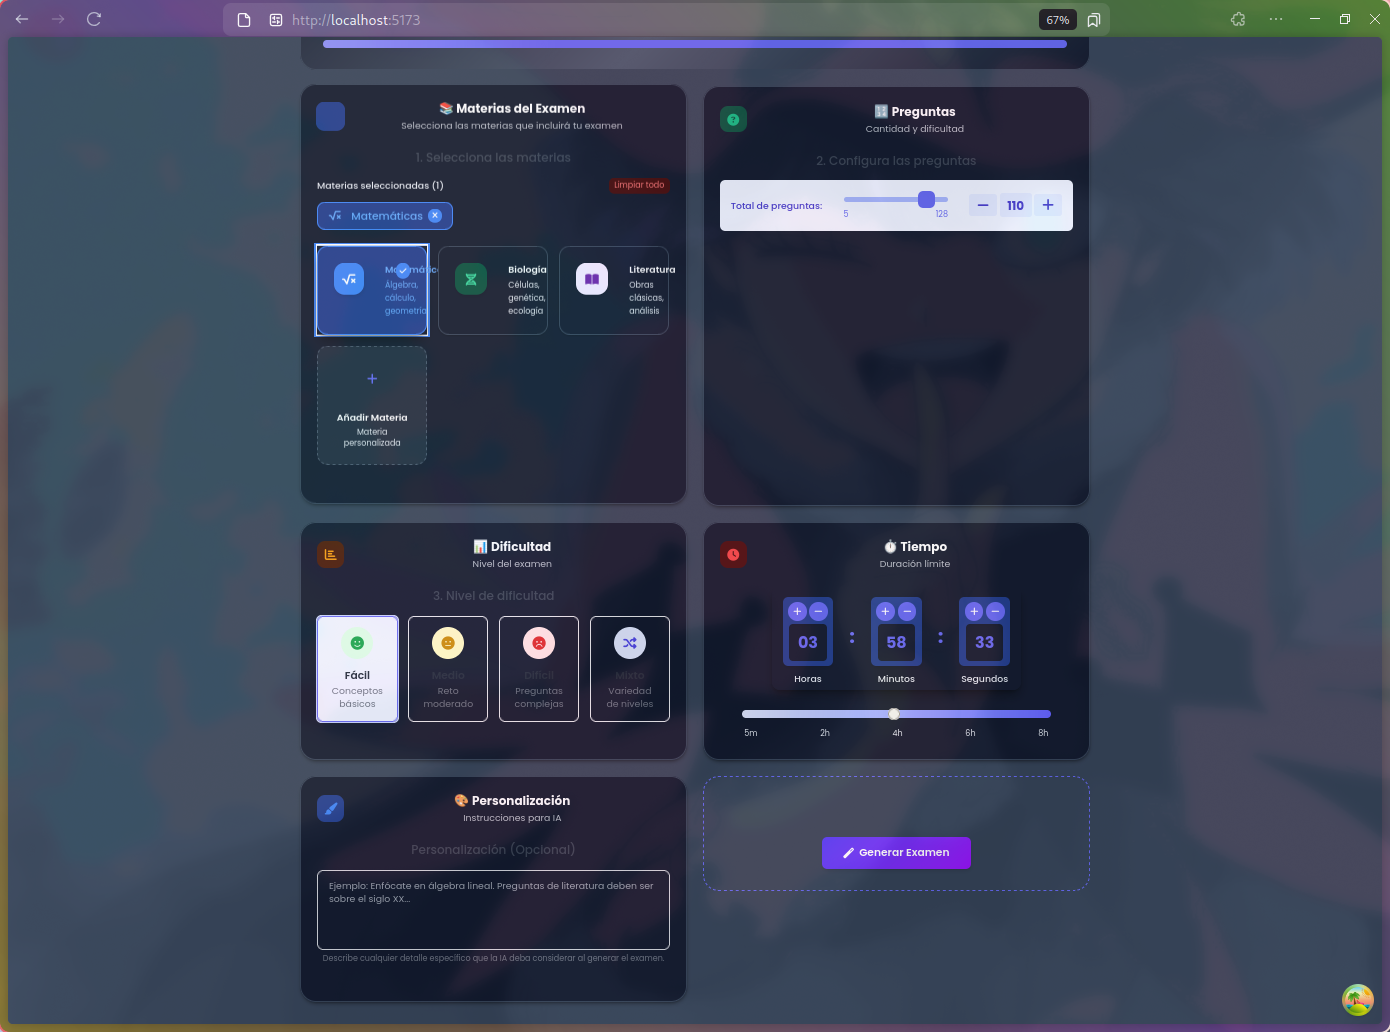 http://localhost:5173
67%
📚 Materias del Examen
Selecciona las materias que incluirá tu examen
1. Selecciona las materias
Materias seleccionadas (1)
Limpiar todo
Matemáticas
Álgebra,
cálculo,
geometría
Biología
Células,
genética,
ecología
Literatura
Obras
clásicas,
análisis
Añadir Materia
Materia
personalizada
🔢 Preguntas
Cantidad y dificultad
2. Configura las preguntas
Total de preguntas:
5
128
110
📊 Dificultad
Nivel del examen
3. Nivel de dificultad
Fácil
Conceptos
básicos
Medio
Reto
moderado
Difícil
Preguntas
complejas
Mixto
Variedad
de niveles
⏱️ Tiempo
Duración límite
03 : 58 : 33
Horas
Minutos
Segundos
5m
2h
4h
6h
8h
🎨 Personalización
Instrucciones para IA
Personalización (Opcional)
Ejemplo: Enfócate en álgebra lineal. Preguntas de literatura deben ser
sobre el siglo XX...
Describe cualquier detalle específico que la IA deba considerar al generar el examen.
Generar Examen